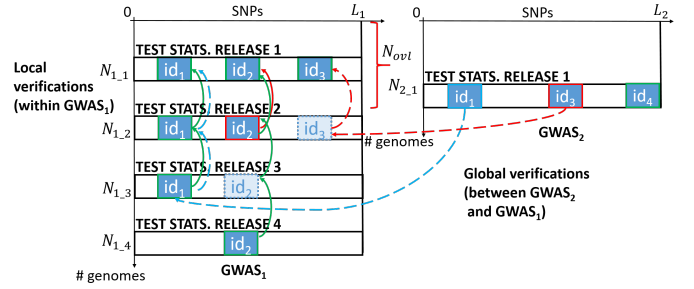 0 SNPs L₁
0 SNPs L₂
TEST STATS. RELEASE 1
N₁_₁ id₁ id₂ id₃
N_ovl
Local
verifications
(within GWAS₁)
TEST STATS. RELEASE 1
N₂_₁ id₁ id₃ id₄
GWAS₂
# genomes
TEST STATS. RELEASE 2
N₁_₂ id₁ id₂ id₃
TEST STATS. RELEASE 3
N₁_₃ id₁ id₂
Global verifications
(between GWAS₂
and GWAS₁)
TEST STATS. RELEASE 4
N₁_₄ id₂
GWAS₁
# genomes